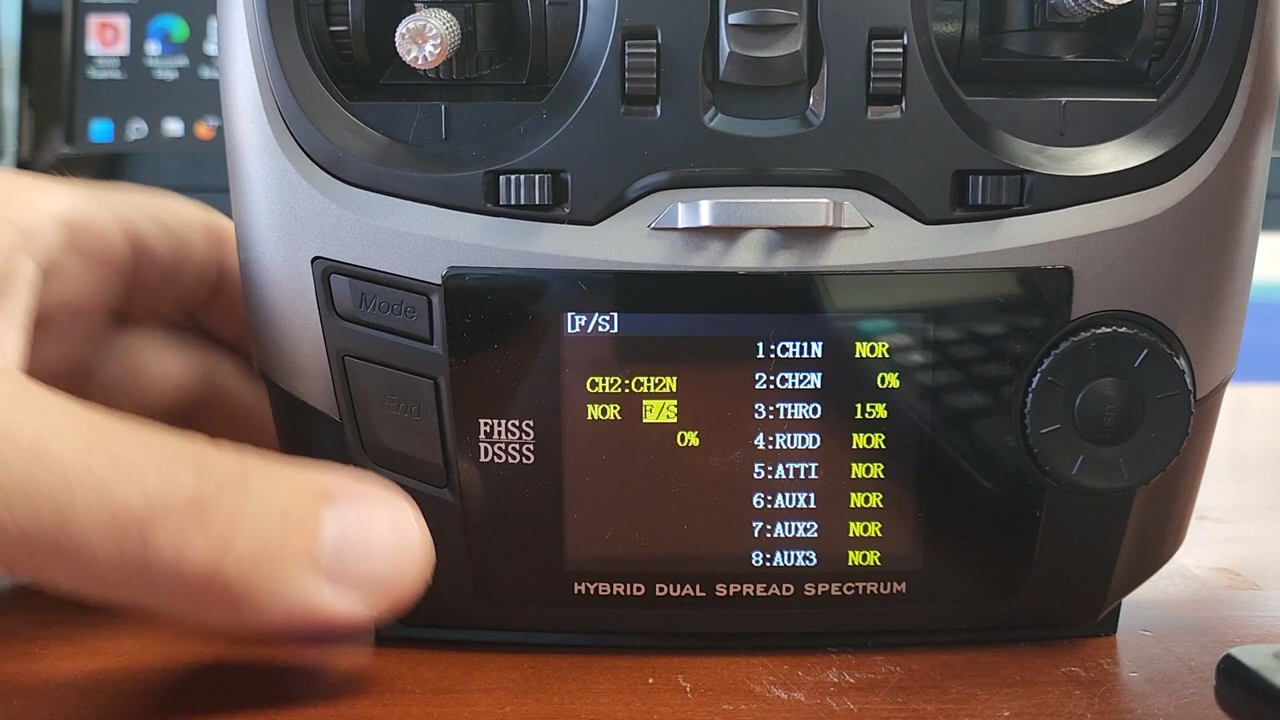 Mode
End
FHSS
DSSS
[F/S]
CH2:CH2N
NOR F/S
0%
1:CH1N NOR
2:CH2N 0%
3:THRO 15%
4:RUDD NOR
5:ATTI NOR
6:AUX1 NOR
7:AUX2 NOR
8:AUX3 NOR
HYBRID DUAL SPREAD SPECTRUM
Push